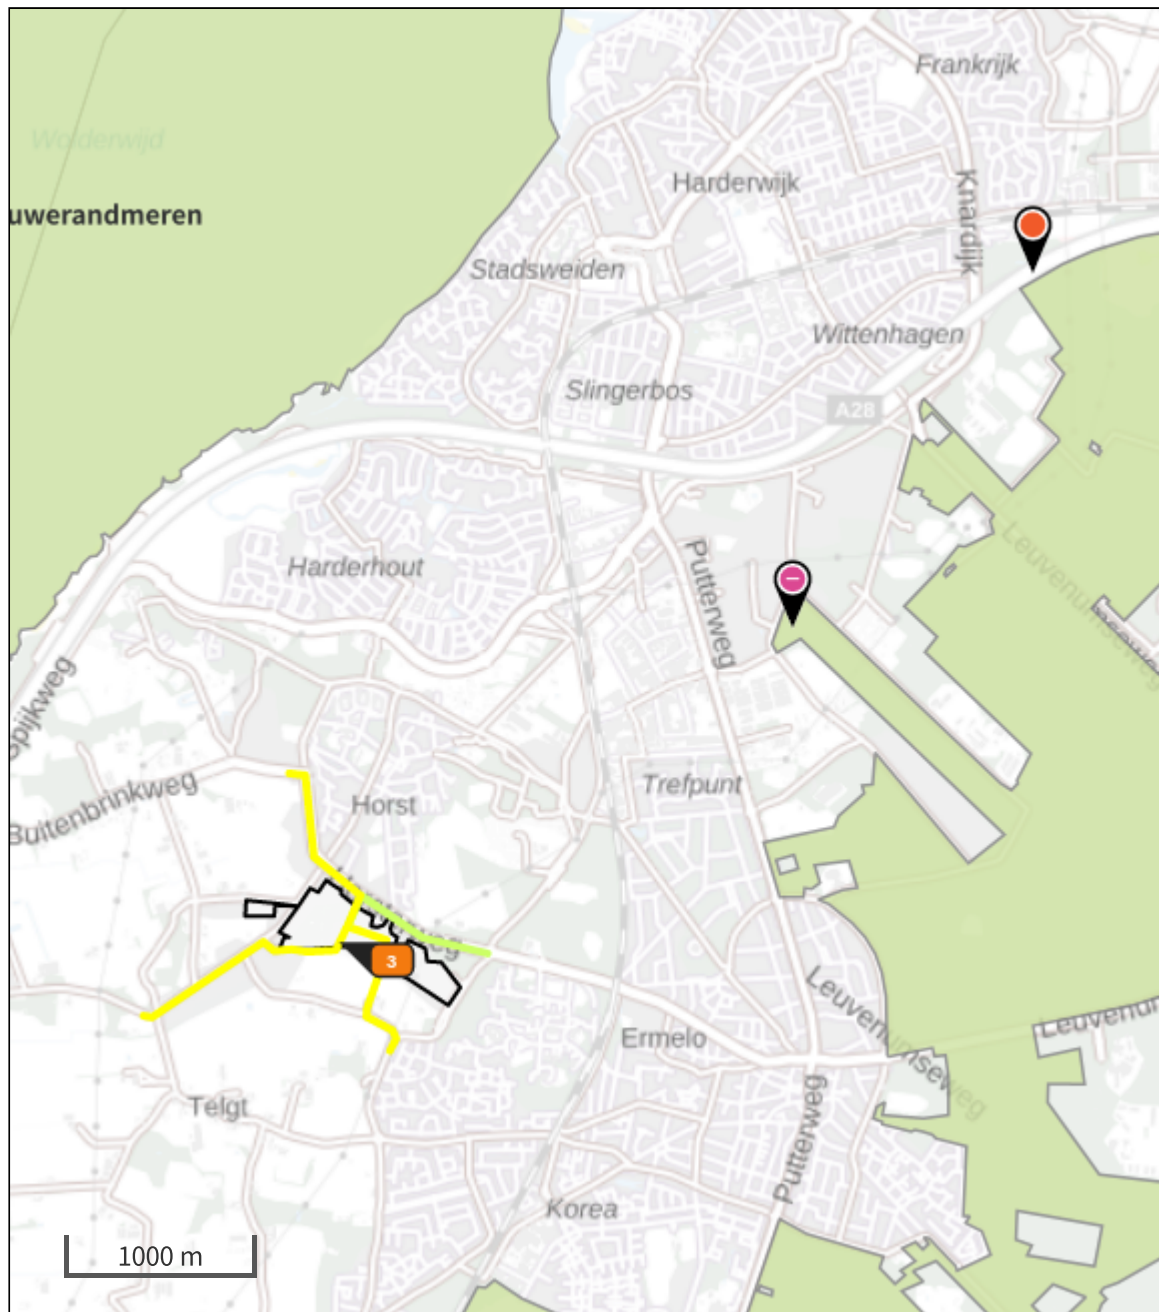 Frankrijk
Wolderwijd
Harderwijk
Knardijk
uwerandmeren
Stadsweiden
Wittenhagen
Slingerbos
A28
Harderhout
Putterweg
Leuvenumseweg
Spijkweg
Buitenbrinkweg
Horst
Trefpunt
3
Leuvenumseweg
Ermelo
Telgt
Putterweg
Korea
1000 m